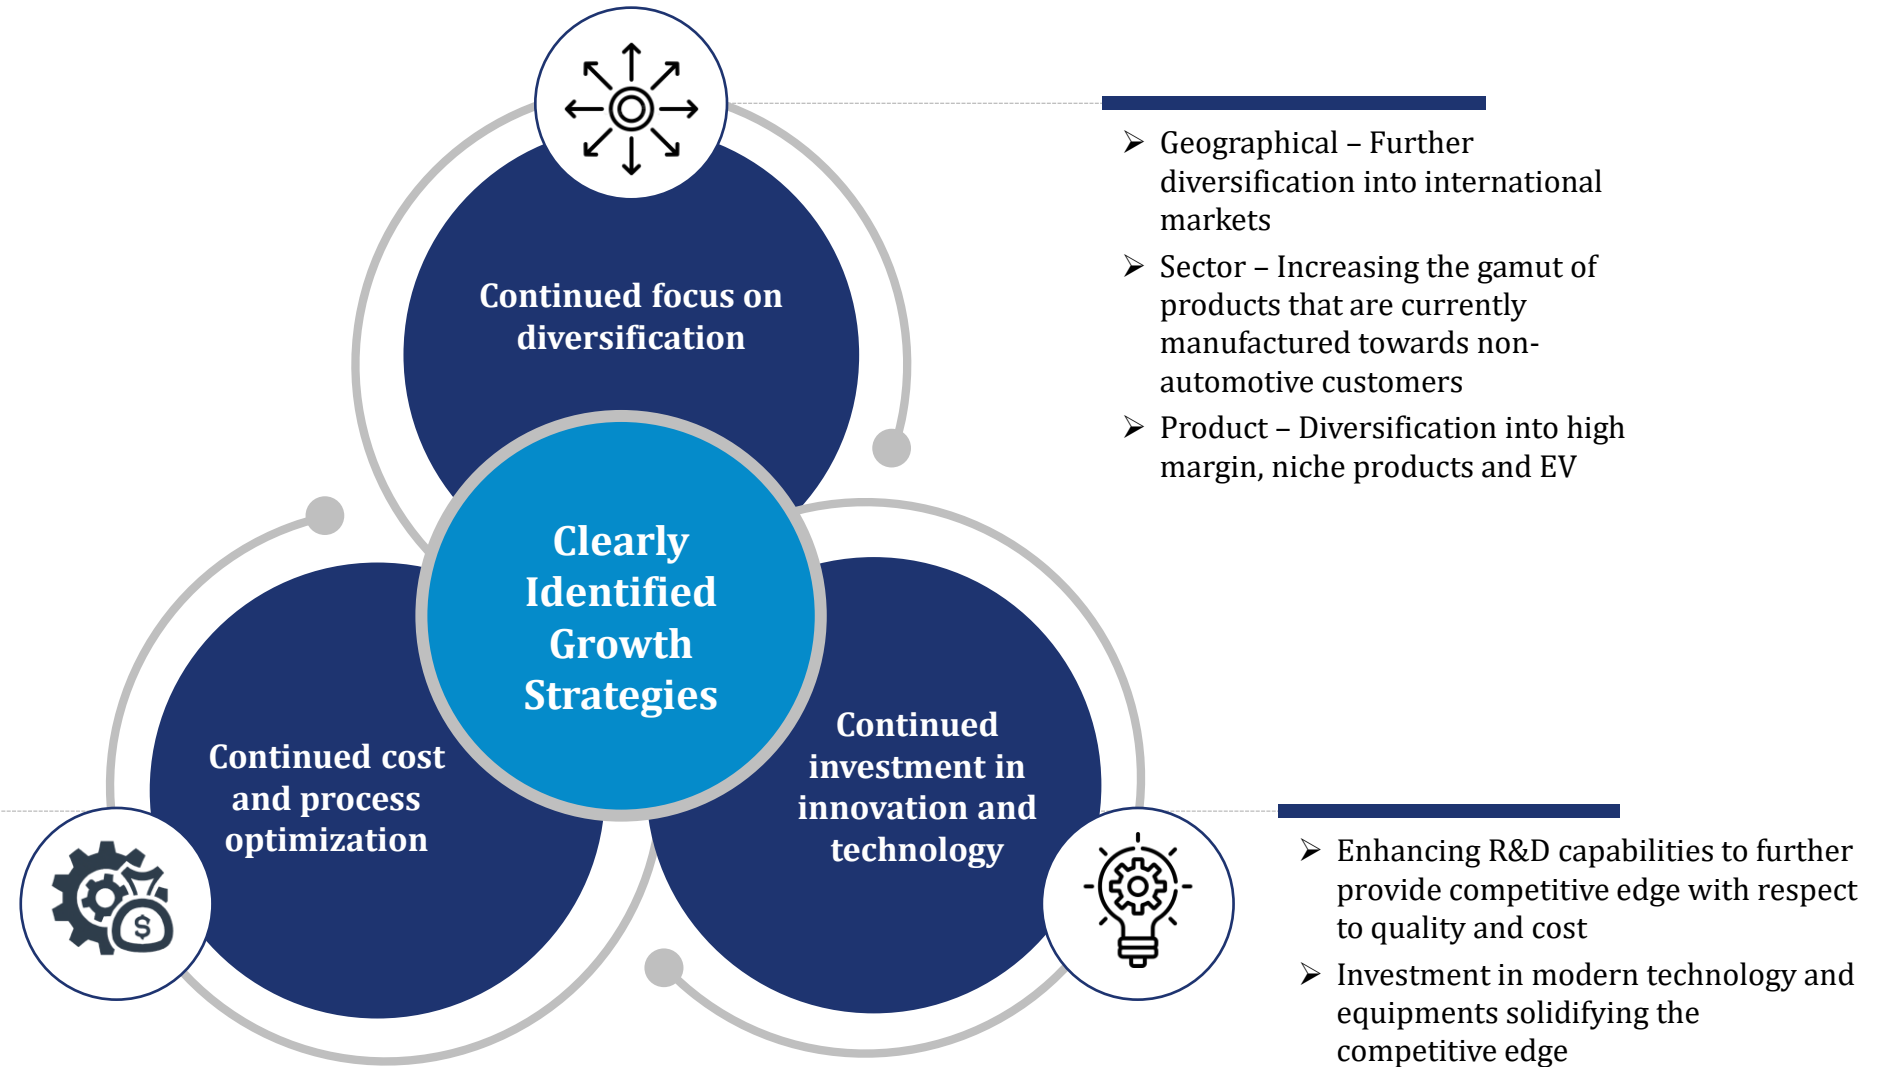 ➢ Geographical – Further
diversification into international
markets
➢ Sector – Increasing the gamut of
products that are currently
manufactured towards non-
automotive customers
➢ Product – Diversification into high
margin, niche products and EV
Continued focus on
diversification
Clearly
Identified
Growth
Strategies
Continued cost
and process
optimization
$
Continued
investment in
innovation and
technology
➢ Enhancing R&D capabilities to further
provide competitive edge with respect
to quality and cost
➢ Investment in modern technology and
equipments solidifying the
competitive edge